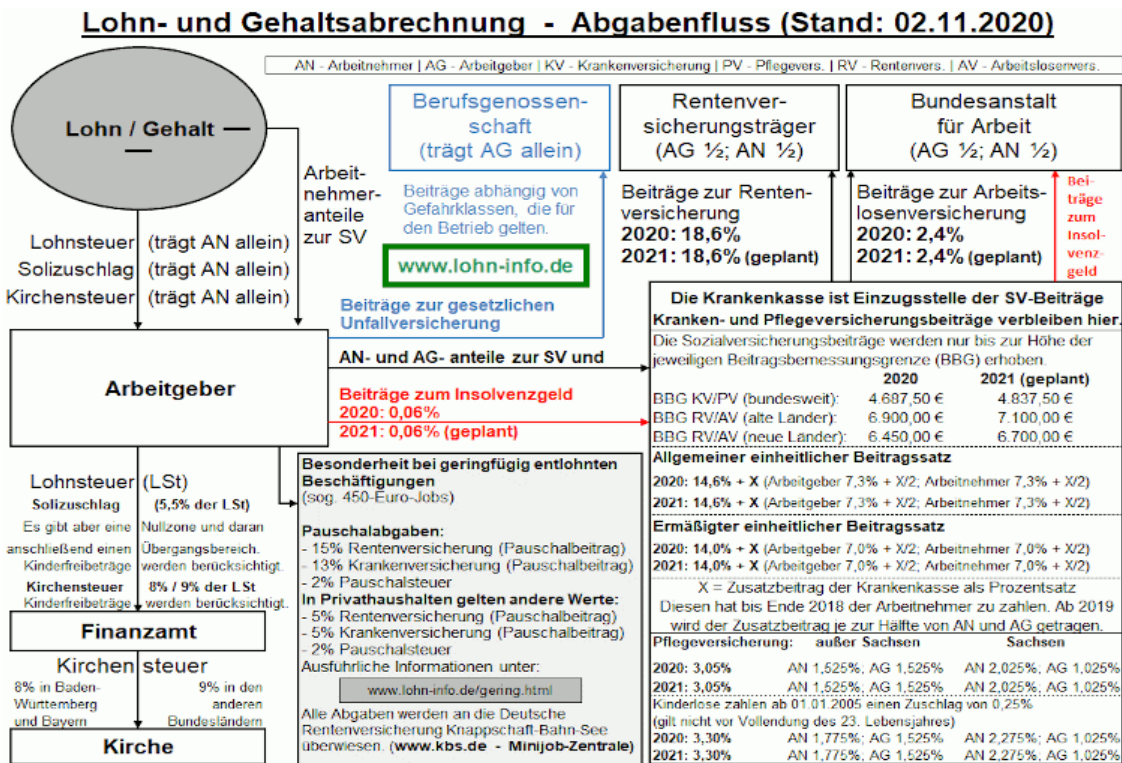 Lohn- und Gehaltsabrechnung - Abgabenfluss (Stand: 02.11.2020)
AN - Arbeitnehmer | AG - Arbeitgeber | KV - Krankenversicherung | PV - Pflegevers. | RV - Rentenvers. | AV - Arbeitslosenvers.
Lohn / Gehalt
Arbeit-
nehmer-
anteile
zur SV
Lohnsteuer (trägt AN allein)
Solizuschlag (trägt AN allein)
Kirchensteuer (trägt AN allein)
Berufsgenossen-
schaft
(trägt AG allein)
Beiträge abhängig von
Gefahrklassen, die für
den Betrieb gelten.
www.lohn-info.de
Beiträge zur gesetzlichen
Unfallversicherung
Rentenver-
sicherungsträger
(AG ½; AN ½)
Beiträge zur Renten-
versicherung
2020: 18,6%
2021: 18,6% (geplant)
Bundesanstalt
für Arbeit
(AG ½; AN ½)
Beiträge zur Arbeits-
losenversicherung
2020: 2,4%
2021: 2,4% (geplant)
Bei-
träge
zum
Insol-
venz-
geld
Arbeitgeber
AN- und AG- anteile zur SV und
Beiträge zum Insolvenzgeld
2020: 0,06%
2021: 0,06% (geplant)
Die Krankenkasse ist Einzugsstelle der SV-Beiträge
Kranken- und Pflegeversicherungsbeiträge verbleiben hier.
Die Sozialversicherungsbeiträge werden nur bis zur Höhe der
jeweiligen Beitragsbemessungsgrenze (BBG) erhoben.
2020 2021 (geplant)
BBG KV/PV (bundesweit): 4.687,50 € 4.837,50 €
BBG RV/AV (alte Länder): 6.900,00 € 7.100,00 €
BBG RV/AV (neue Länder): 6.450,00 € 6.700,00 €
Allgemeiner einheitlicher Beitragssatz
2020: 14,6% + X (Arbeitgeber 7,3% + X/2; Arbeitnehmer 7,3% + X/2)
2021: 14,6% + X (Arbeitgeber 7,3% + X/2; Arbeitnehmer 7,3% + X/2)
Ermäßigter einheitlicher Beitragssatz
2020: 14,0% + X (Arbeitgeber 7,0% + X/2; Arbeitnehmer 7,0% + X/2)
2021: 14,0% + X (Arbeitgeber 7,0% + X/2; Arbeitnehmer 7,0% + X/2)
X = Zusatzbeitrag der Krankenkasse als Prozentsatz
Diesen hat bis Ende 2018 der Arbeitnehmer zu zahlen. Ab 2019
wird der Zusatzbeitrag je zur Hälfte von AN und AG getragen.
Pflegeversicherung: außer Sachsen Sachsen
2020: 3,05% AN 1,525%; AG 1,525% AN 2,025%; AG 1,025%
2021: 3,05% AN 1,525%; AG 1,525% AN 2,025%; AG 1,025%
Kinderlose zahlen ab 01.01.2005 einen Zuschlag von 0,25%
(gilt nicht vor Vollendung des 23. Lebensjahres)
2020: 3,30% AN 1,775%; AG 1,525% AN 2,275%; AG 1,025%
2021: 3,30% AN 1,775%; AG 1,525% AN 2,275%; AG 1,025%
Lohnsteuer (LSt)
Solizuschlag (5,5% der LSt)
Es gibt aber eine Nullzone und daran
anschließend einen Übergangsbereich.
Kinderfreibeträge werden berücksichtigt.
Kirchensteuer 8% / 9% der LSt
Kinderfreibeträge werden berücksichtigt.
Finanzamt
Kirchen steuer
8% in Baden-
Württemberg
und Bayern
9% in den
anderen
Bundesländern
Kirche
Besonderheit bei geringfügig entlohnten
Beschäftigungen
(sog. 450-Euro-Jobs)
Pauschalabgaben:
- 15% Rentenversicherung (Pauschalbeitrag)
- 13% Krankenversicherung (Pauschalbeitrag)
- 2% Pauschalsteuer
In Privathaushalten gelten andere Werte:
- 5% Rentenversicherung (Pauschalbeitrag)
- 5% Krankenversicherung (Pauschalbeitrag)
- 2% Pauschalsteuer
Ausführliche Informationen unter:
www.lohn-info.de/gering.html
Alle Abgaben werden an die Deutsche
Rentenversicherung Knappschaft-Bahn-See
überwiesen. (www.kbs.de - Minijob-Zentrale)